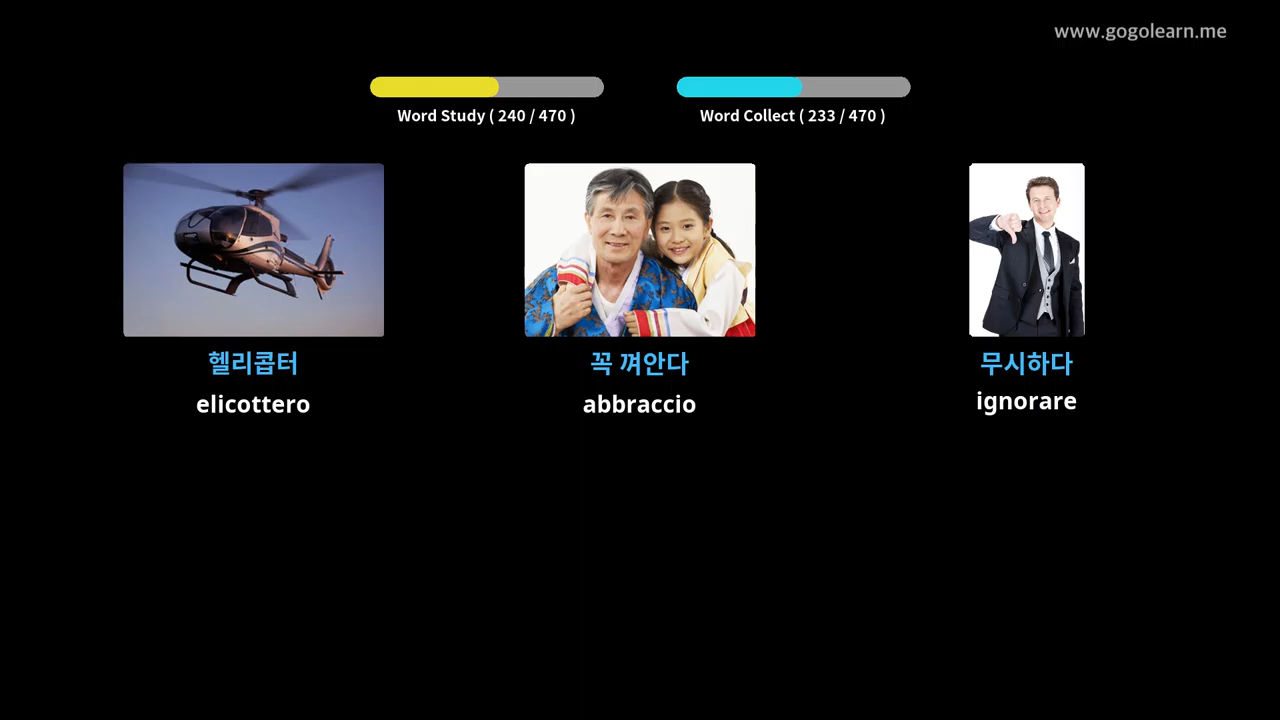 www.gogolearn.me
Word Study ( 240 / 470 )
Word Collect ( 233 / 470 )
헬리콥터
꼭 껴안다
무시하다
elicottero
abbraccio
ignorare